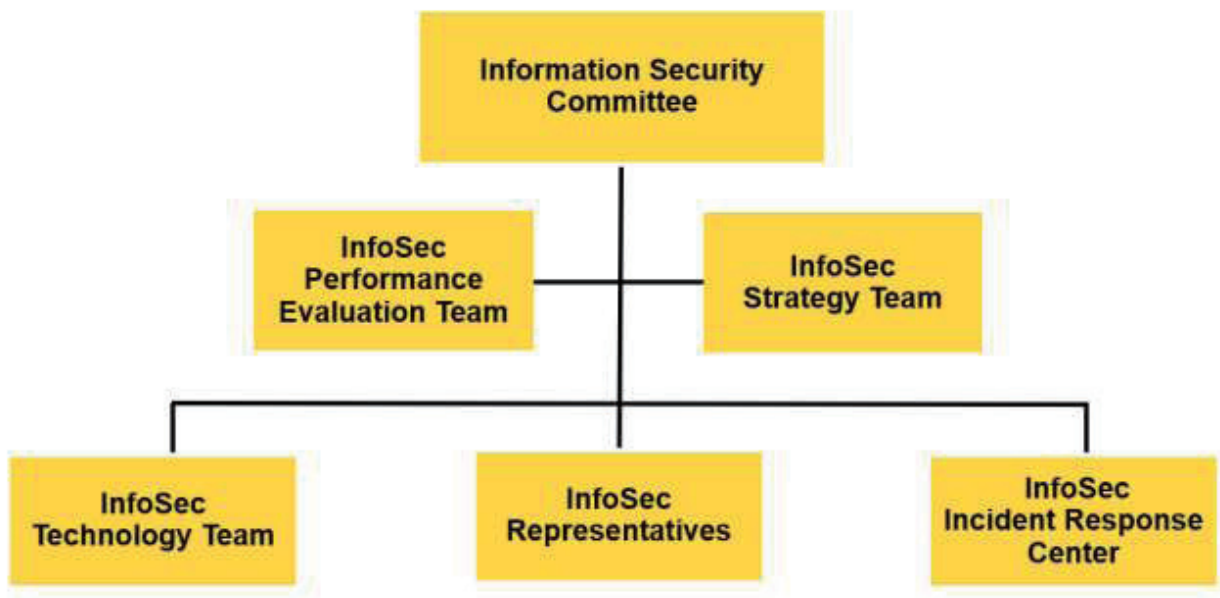 Information Security
Committee
InfoSec
Performance
Evaluation Team
InfoSec
Strategy Team
InfoSec
Technology Team
InfoSec
Representatives
InfoSec
Incident Response
Center